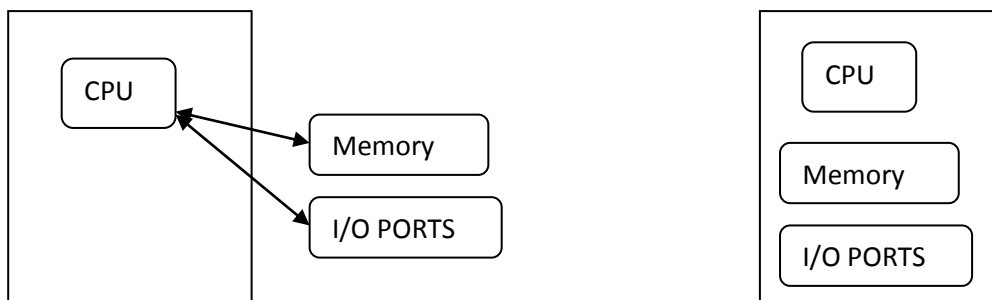 CPU
Memory
I/O PORTS
CPU
Memory
I/O PORTS